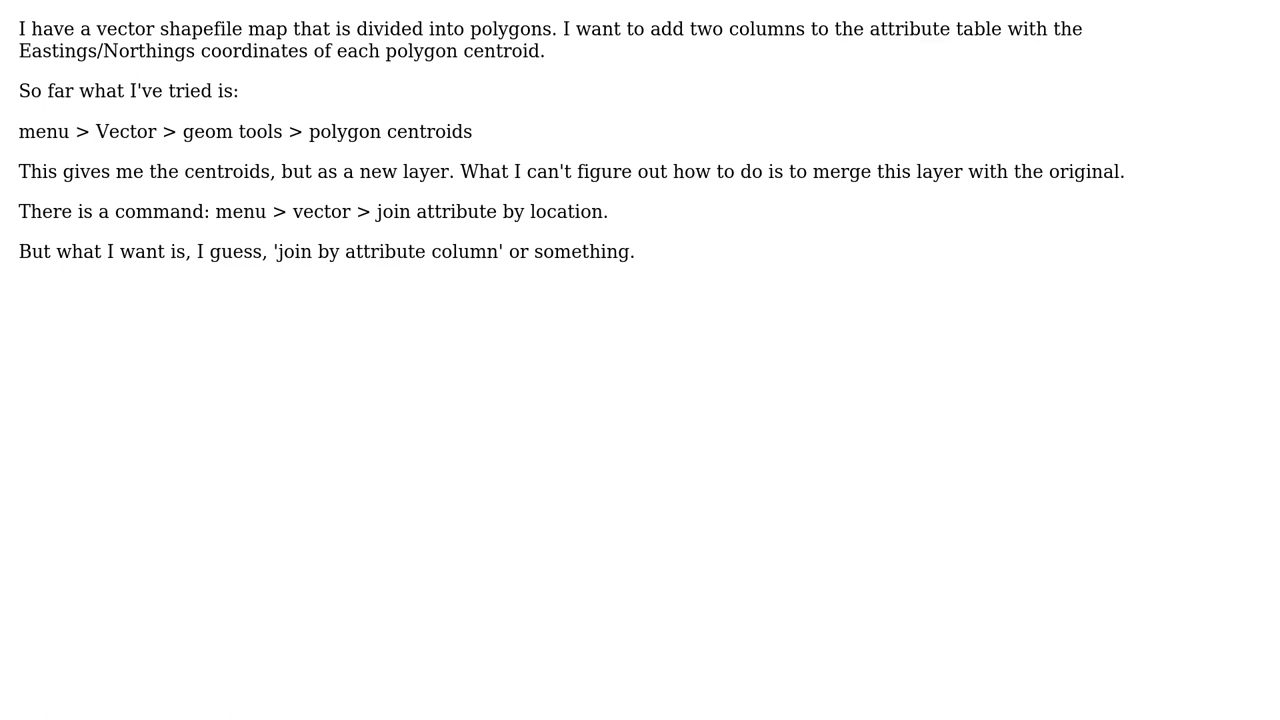 I have a vector shapefile map that is divided into polygons. I want to add two columns to the attribute table with the
Eastings/Northings coordinates of each polygon centroid.
So far what I've tried is:
menu > Vector > geom tools > polygon centroids
This gives me the centroids, but as a new layer. What I can't figure out how to do is to merge this layer with the original.
There is a command: menu > vector > join attribute by location.
But what I want is, I guess, 'join by attribute column' or something.